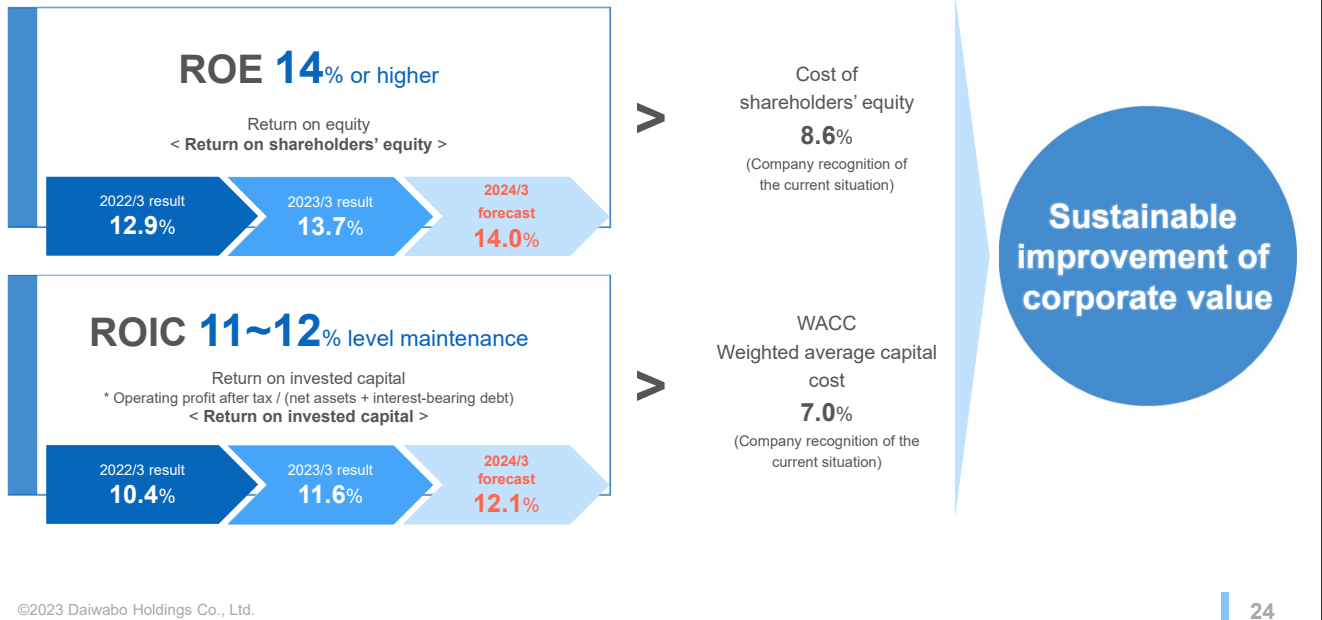 ROE 14% or higher
Return on equity
< Return on shareholders’ equity >
2022/3 result
12.9%
2023/3 result
13.7%
2024/3
forecast
14.0%
>
Cost of
shareholders’ equity
8.6%
(Company recognition of
the current situation)
ROIC 11~12% level maintenance
Return on invested capital
* Operating profit after tax / (net assets + interest-bearing debt)
< Return on invested capital >
2022/3 result
10.4%
2023/3 result
11.6%
2024/3
forecast
12.1%
>
WACC
Weighted average capital
cost
7.0%
(Company recognition of the
current situation)
Sustainable
improvement of
corporate value
©2023 Daiwabo Holdings Co., Ltd.
24